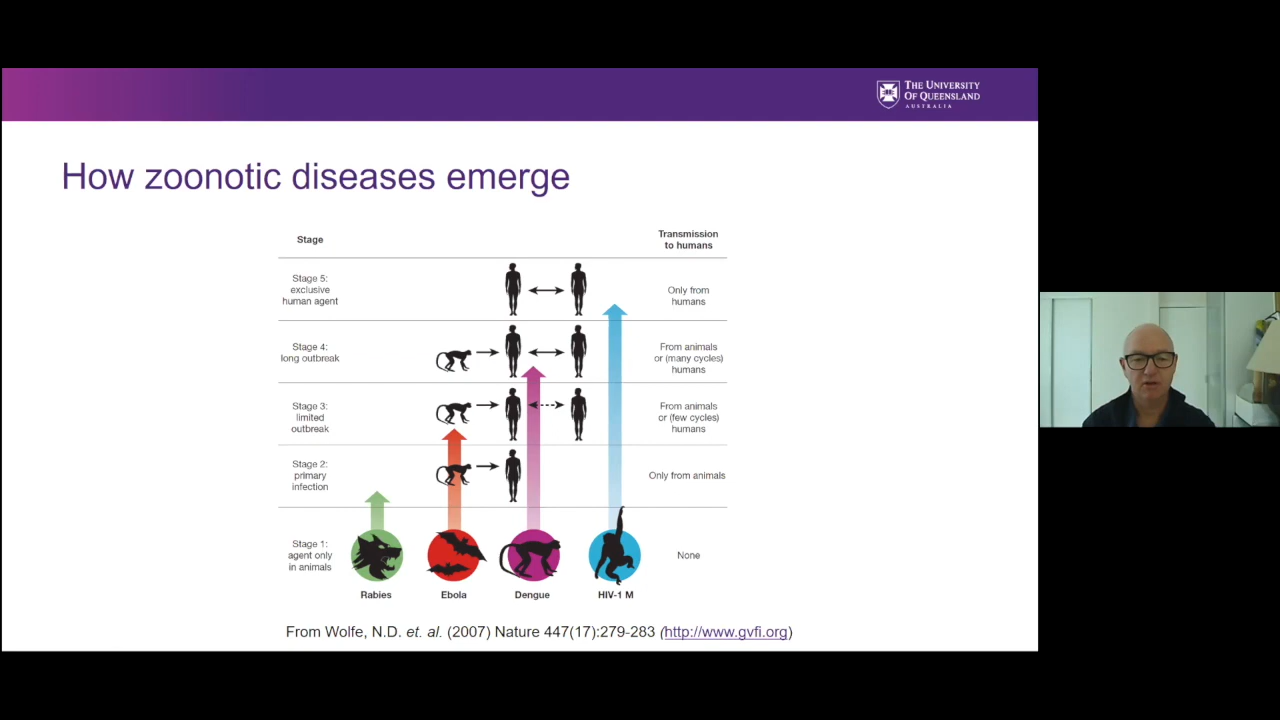 THE UNIVERSITY
OF QUEENSLAND
AUSTRALIA
How zoonotic diseases emerge
Stage
Transmission
to humans
Stage 5:
exclusive
human agent
Only from
humans
Stage 4:
long outbreak
From animals
or (many cycles)
humans
Stage 3:
limited
outbreak
From animals
or (few cycles)
humans
Stage 2:
primary
infection
Only from animals
Stage 1:
agent only
in animals
None
Rabies
Ebola
Dengue
HIV-1 M
From Wolfe, N.D. et. al. (2007) Nature 447(17):279-283 (http://www.gvfi.org)